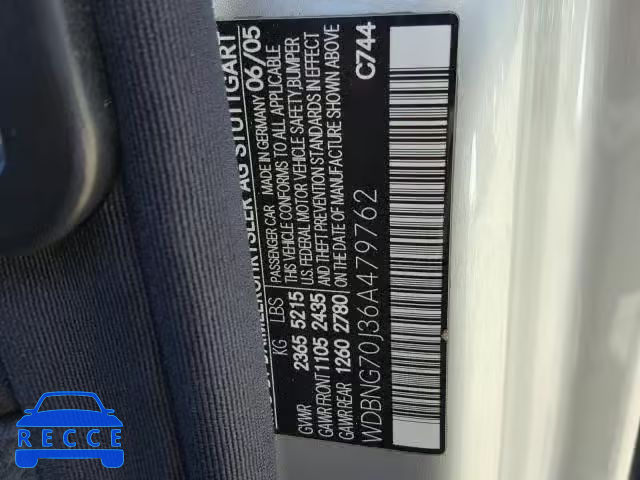 AG STUTTGART
PASSENGER CAR MADE IN GERMANY 06/05
THIS VEHICLE CONFORMS TO ALL APPLICABLE
U.S. FEDERAL MOTOR VEHICLE SAFETY, BUMPER
AND THEFT PREVENTION STANDARDS IN EFFECT
ON THE DATE OF MANUFACTURE SHOWN ABOVE
KG LBS
GVWR 2365 5215
GAWR FRONT 1105 2435
GAWR REAR 1260 2780
WDBNG70J36A479762 C744
RECCE